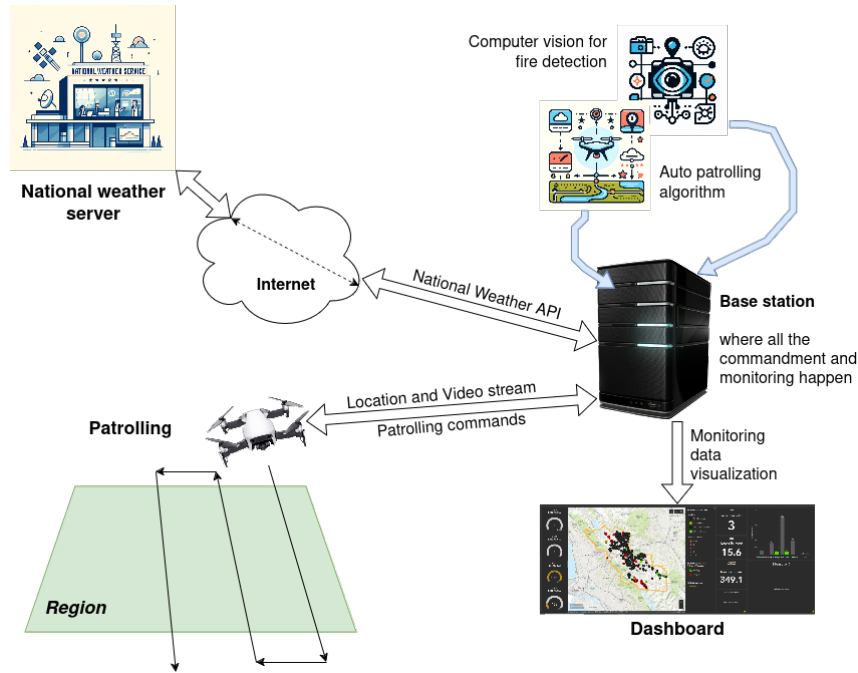 Computer vision for
fire detection
NATIONAL WEATHER SERVICE
National weather
server
Auto patrolling
algorithm
Internet
National Weather API
Base station
where all the
commandment and
monitoring happen
Location and Video stream
Patrolling commands
Patrolling
Monitoring
data
visualization
3
15.6
349.1
Region
Dashboard